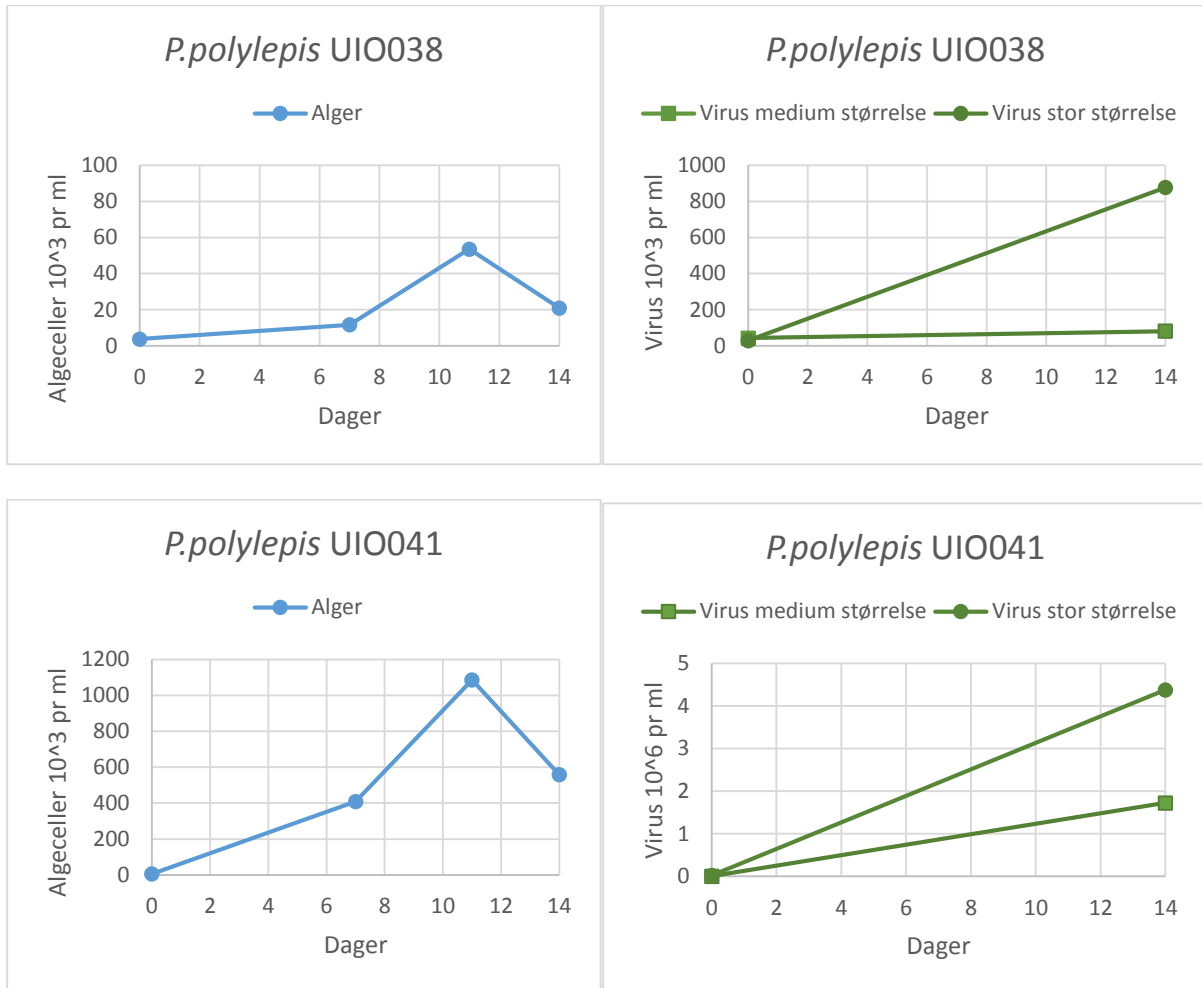 P.polylepis UIO038
Alger
Algeceller 10^3 pr ml
100
80
60
40
20
0
0 2 4 6 8 10 12 14
Dager
P.polylepis UIO038
Virus medium størrelse Virus stor størrelse
Virus 10^3 pr ml
1000
800
600
400
200
0
0 2 4 6 8 10 12 14
Dager
P.polylepis UIO041
Alger
Algeceller 10^3 pr ml
1200
1000
800
600
400
200
0
0 2 4 6 8 10 12 14
Dager
P.polylepis UIO041
Virus medium størrelse Virus stor størrelse
Virus 10^6 pr ml
5
4
3
2
1
0
0 2 4 6 8 10 12 14
Dager